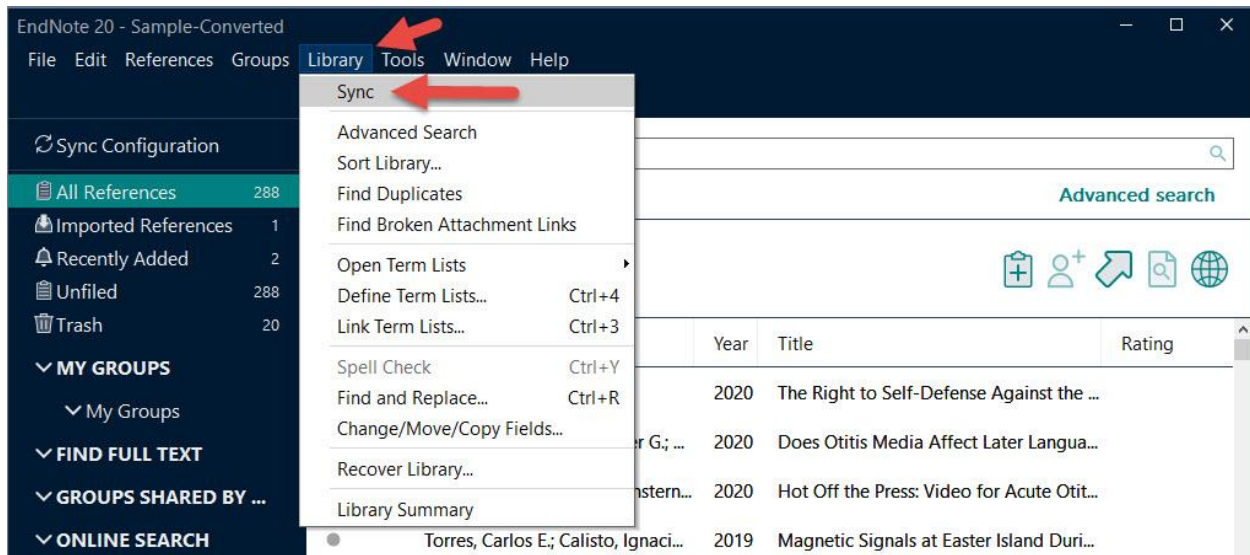 EndNote 20 - Sample-Converted
File Edit References Groups Library Tools Window Help
Sync
Sync Configuration
Advanced Search
Sort Library...
All References 288
Find Duplicates
Advanced search
Imported References 1
Find Broken Attachment Links
Recently Added 2
Open Term Lists
Unfiled 288
Define Term Lists... Ctrl+4
Trash 20
Link Term Lists... Ctrl+3
Year Title Rating
MY GROUPS
Spell Check Ctrl+Y
Find and Replace... Ctrl+R
2020 The Right to Self-Defense Against the ...
My Groups
Change/Move/Copy Fields...
r G.; ... 2020 Does Otitis Media Affect Later Langua...
FIND FULL TEXT
Recover Library...
GROUPS SHARED BY ...
nstern... 2020 Hot Off the Press: Video for Acute Otit...
Library Summary
ONLINE SEARCH
Torres, Carlos E.; Calisto, Ignaci... 2019 Magnetic Signals at Easter Island Duri...